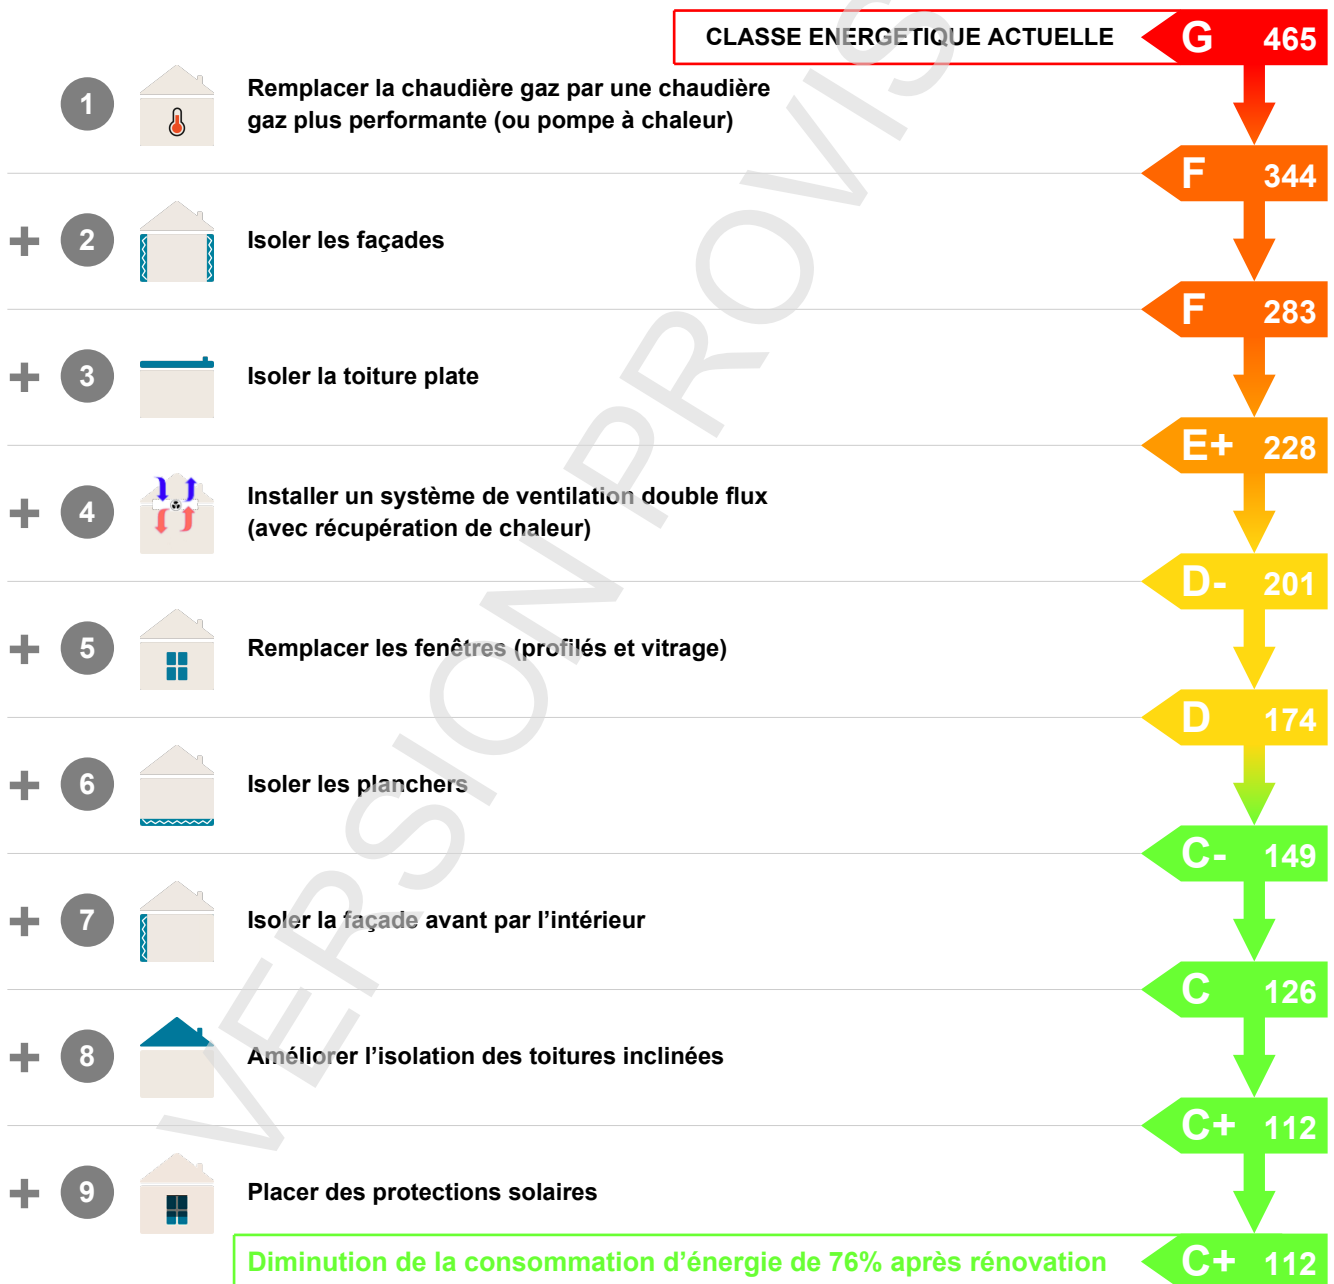 CLASSE ENERGETIQUE ACTUELLE G 465
1 Remplacer la chaudière gaz par une chaudière
gaz plus performante (ou pompe à chaleur)
F 344
+ 2 Isoler les façades
F 283
+ 3 Isoler la toiture plate
E+ 228
+ 4 Installer un système de ventilation double flux
(avec récupération de chaleur)
D- 201
+ 5 Remplacer les fenêtres (profilés et vitrage)
D 174
+ 6 Isoler les planchers
C- 149
+ 7 Isoler la façade avant par l’intérieur
C 126
+ 8 Améliorer l’isolation des toitures inclinées
C+ 112
+ 9 Placer des protections solaires
Diminution de la consommation d’énergie de 76% après rénovation C+ 112
VERSION PROVIS